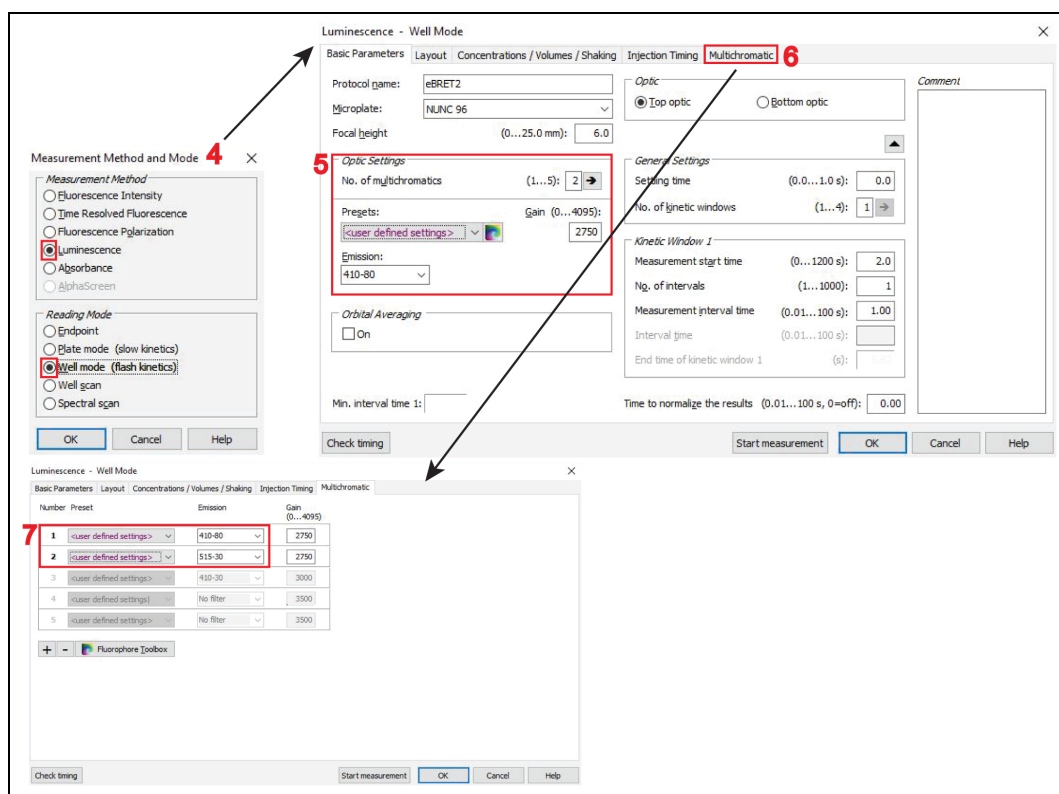 Luminescence - Well Mode
Basic Parameters Layout Concentrations / Volumes / Shaking Injection Timing Multichromatic 6
Protocol name: eBRET2
Microplate: NUNC 96
Focal height (0...25.0 mm): 6.0
5 Optic Settings
No. of multichromatics (1...5): 2
Presets: Gain (0...4095):
<user defined settings> 2750
Emission:
410-80
Orbital Averaging
On
Min. interval time 1:
Optic
Top optic Bottom optic
General Settings
Settling time (0.0...1.0 s): 0.0
No. of kinetic windows (1...4): 1
Kinetic Window 1
Measurement start time (0...1200 s): 2.0
No. of intervals (1...1000): 1
Measurement interval time (0.01...100 s): 1.00
Interval time (0.01...100 s):
End time of kinetic window 1 (s):
Time to normalize the results (0.01...100 s, 0=off): 0.00
Comment
Check timing Start measurement OK Cancel Help
Measurement Method and Mode 4
Measurement Method
Fluorescence Intensity
Time Resolved Fluorescence
Fluorescence Polarization
Luminescence
Absorbance
AlphaScreen
Reading Mode
Endpoint
Plate mode (slow kinetics)
Well mode (flash kinetics)
Well scan
Spectral scan
OK Cancel Help
Luminescence - Well Mode
Basic Parameters Layout Concentrations / Volumes / Shaking Injection Timing Multichromatic
Number Preset Emission Gain
(0...4095)
7 1 <user defined settings> 410-80 2750
2 <user defined settings> 515-30 2750
3 <user defined settings> 410-30 3000
4 <user defined settings> No filter 3500
5 <user defined settings> No filter 3500
+ - Fluorophore Toolbox
Check timing Start measurement OK Cancel Help